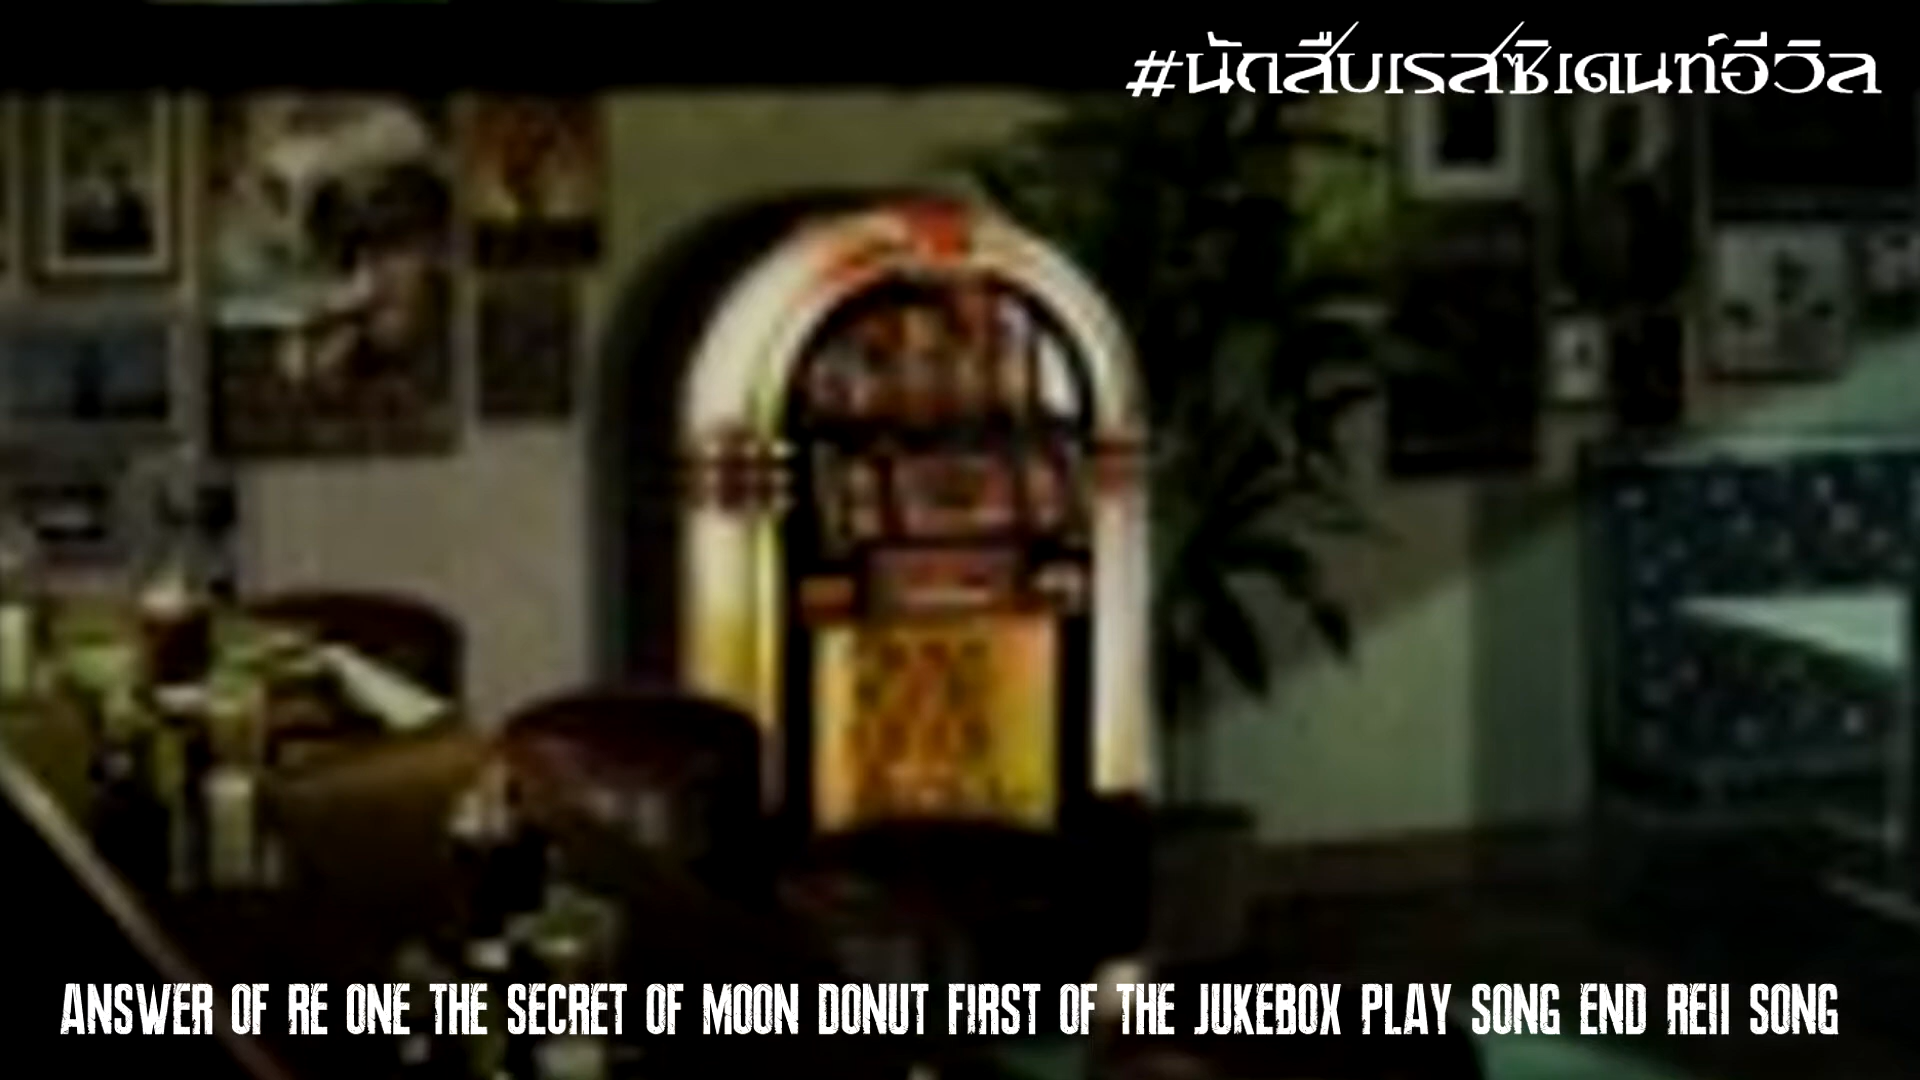 #นัดสืบเรสซิเดนท์อีวิล
ANSWER OF RE ONE THE SECRET OF MOON DONUT FIRST OF THE JUKEBOX PLAY SONG END REII SONG